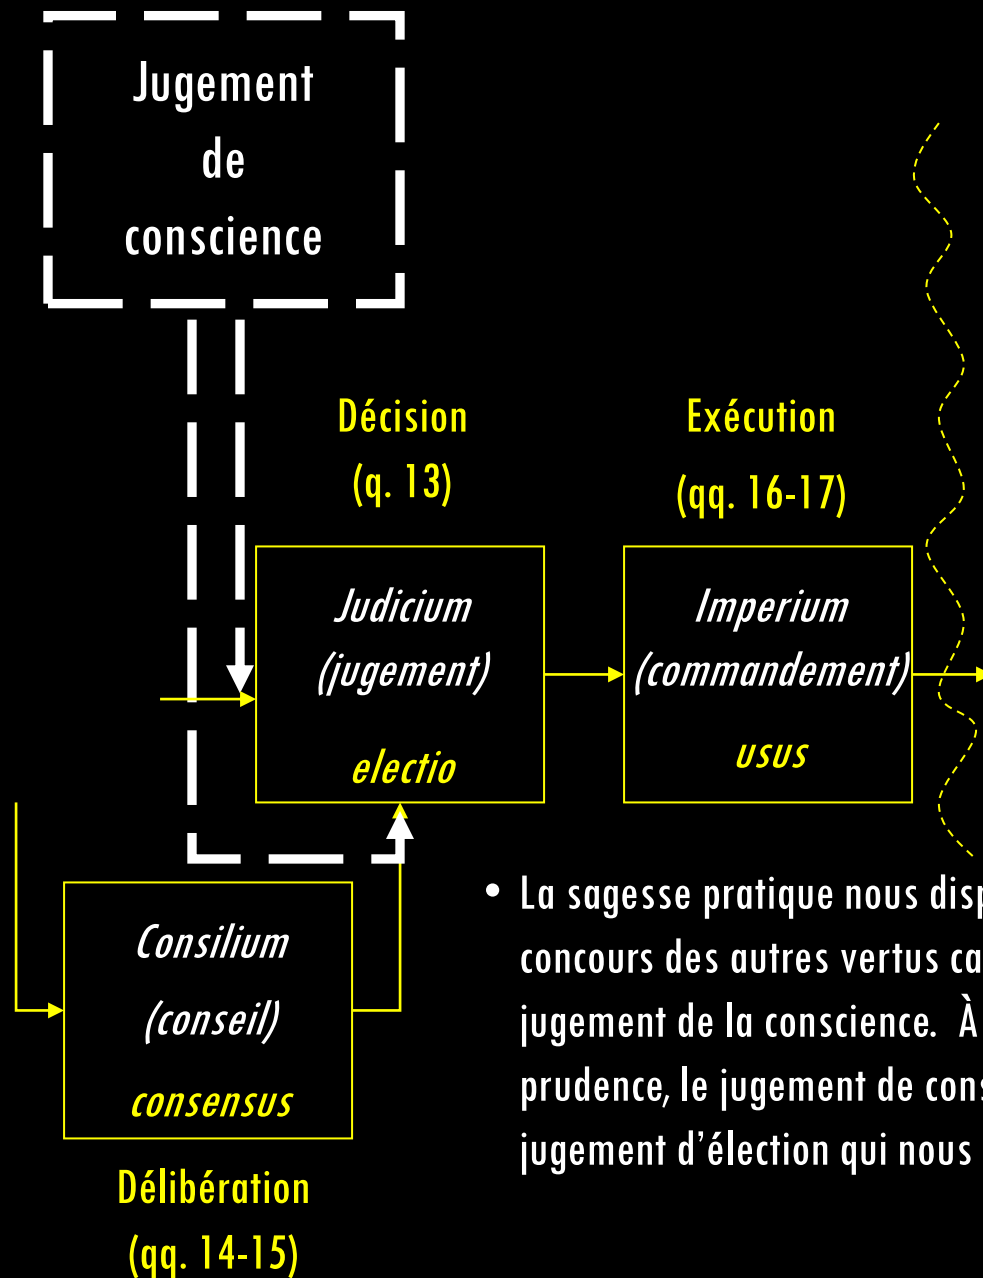 Jugement
de
conscience
Décision
(q. 13)
Exécution
(qq. 16-17)
Judicium
(jugement)
electio
Imperium
(commandement)
usus
Consilium
(conseil)
consensus
Délibération
(qq. 14-15)
• La sagesse pratique nous disp
concours des autres vertus ca
jugement de la conscience. À
prudence, le jugement de cons
jugement d’élection qui nous